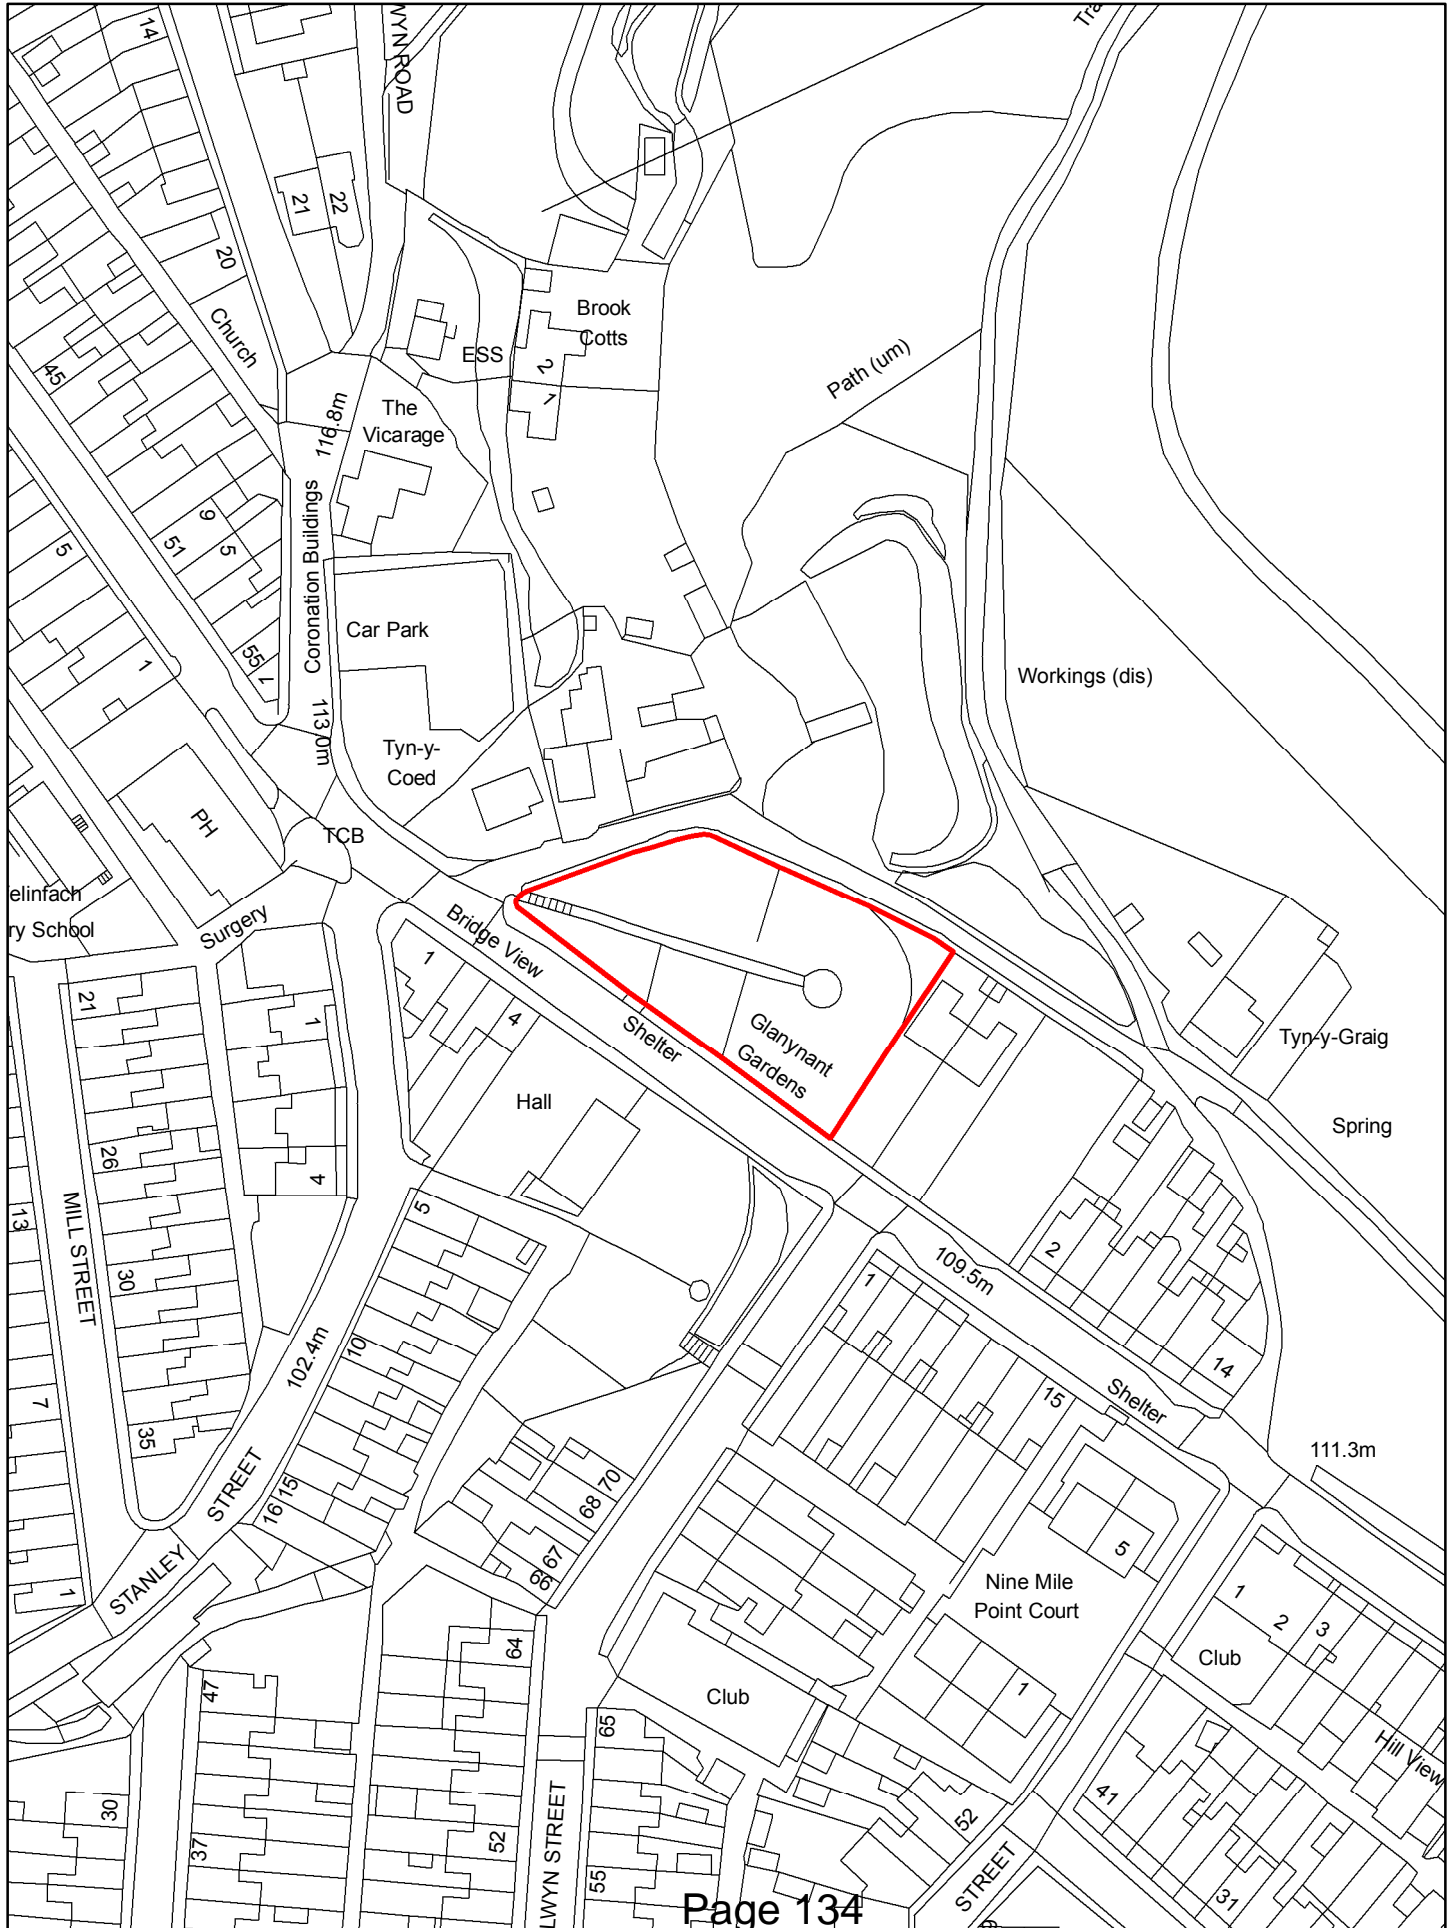 14
WYN ROAD
Tra
21
22
20
Church
Brook
Cotts
ESS
2
1
45
116.8m
The
Vicarage
Path (um)
9
5
51
5
Coronation Buildings
Car Park
55
7
1
Workings (dis)
113.0m
Tyn-y-
Coed
PH
TCB
elinfach
ry School
Surgery
Bridge View
1
4
21
1
Shelter
Glanynant
Gardens
Tyn-y-Graig
Hall
Spring
26
4
13
MILL STREET
5
30
2
109.5m
1
102.4m
10
14
7
15
Shelter
35
111.3m
STREET
16
15
68
70
67
66
5
STANLEY
1
Nine Mile
Point Court
1
2
3
64
Club
47
Club
1
65
Hill View
30
37
52
LWYN STREET
55
52
41
STREET
31
Page 134